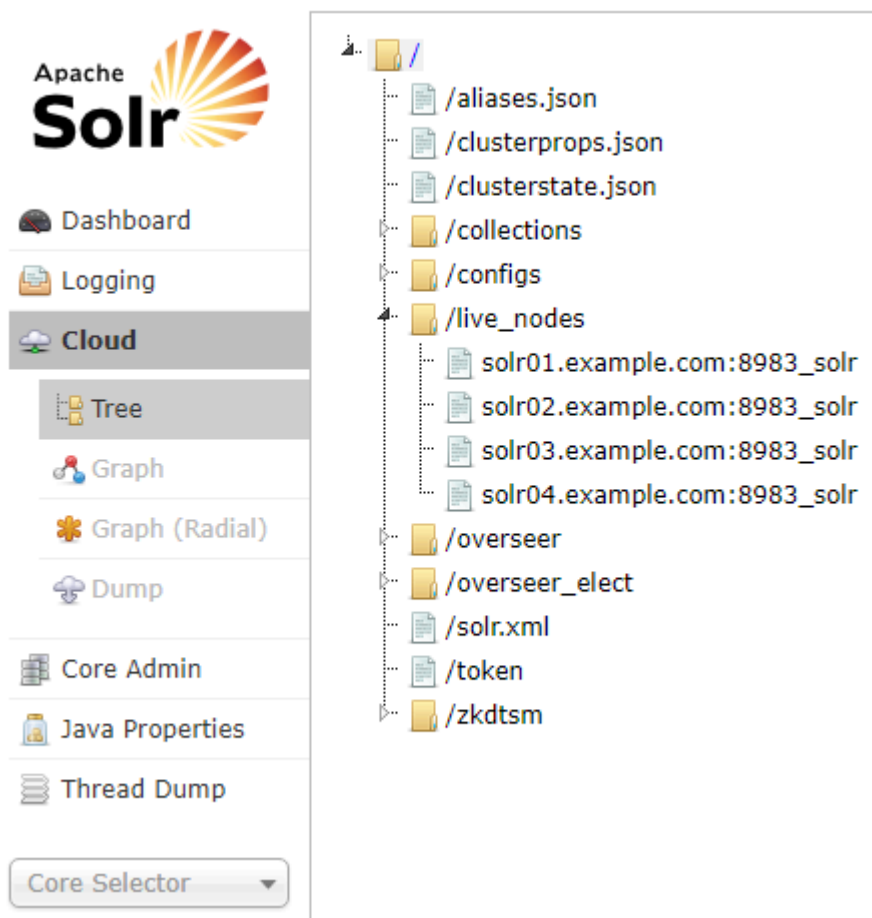 Apache
Solr
Dashboard
Logging
Cloud
Tree
Graph
Graph (Radial)
Dump
Core Admin
Java Properties
Thread Dump
Core Selector
/
/aliases.json
/clusterprops.json
/clusterstate.json
/collections
/configs
/live_nodes
solr01.example.com:8983_solr
solr02.example.com:8983_solr
solr03.example.com:8983_solr
solr04.example.com:8983_solr
/overseer
/overseer_elect
/solr.xml
/token
/zkdtsm